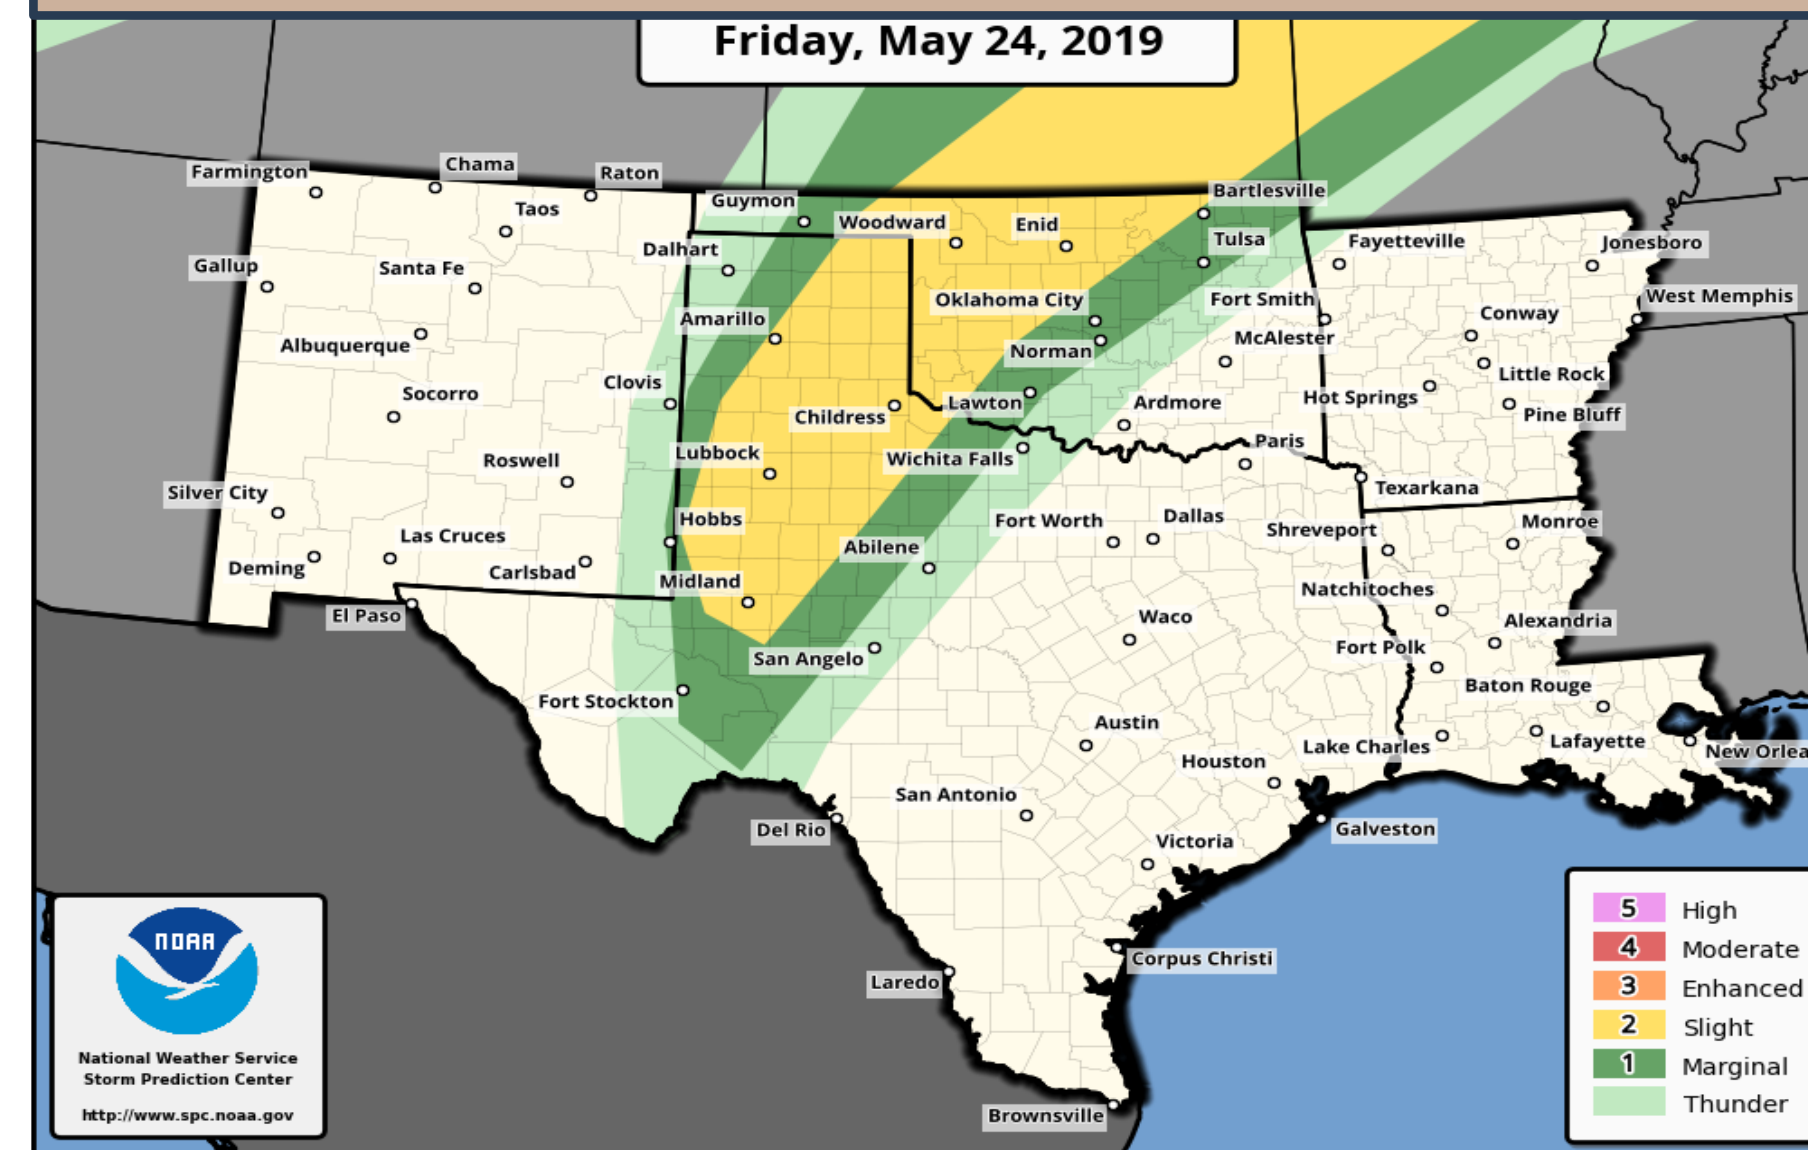 Friday, May 24, 2019
Farmington
Chama
Raton
Taos
Guymon
Woodward
Enid
Bartlesville
Tulsa
Fayetteville
Jonesboro
Gallup
Santa Fe
Dalhart
Albuquerque
Amarillo
Oklahoma City
Fort Smith
West Memphis
Norman
McAlester
Conway
Little Rock
Socorro
Clovis
Childress
Lawton
Ardmore
Hot Springs
Pine Bluff
Roswell
Lubbock
Wichita Falls
Paris
Texarkana
Silver City
Las Cruces
Hobbs
Fort Worth
Dallas
Shreveport
Monroe
Deming
Carlsbad
Midland
Abilene
Natchitoches
El Paso
Waco
Alexandria
San Angelo
Fort Polk
Fort Stockton
Baton Rouge
Austin
Lake Charles
Lafayette
New Orlea
Houston
San Antonio
Del Rio
Galveston
Victoria
Corpus Christi
Laredo
Brownsville
NOAA
National Weather Service
Storm Prediction Center
http://www.spc.noaa.gov
5 High
4 Moderate
3 Enhanced
2 Slight
1 Marginal
Thunder